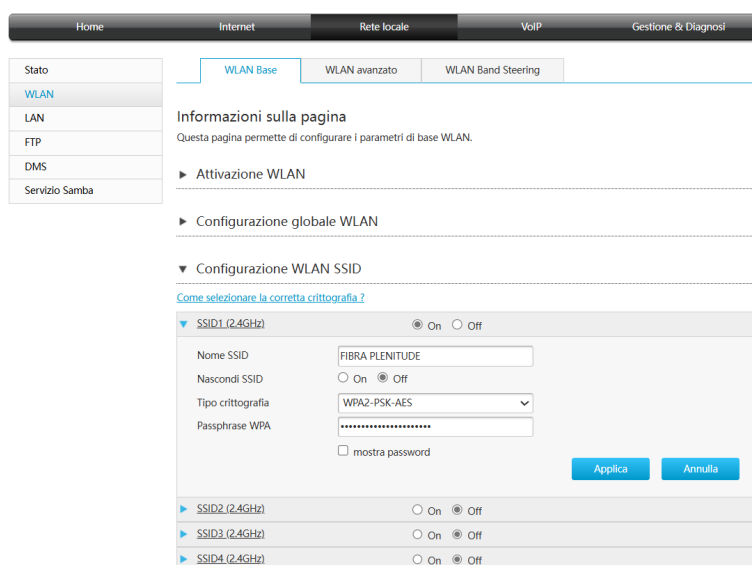 Home Internet Rete locale VoIP Gestione & Diagnosi
Stato
WLAN
LAN
FTP
DMS
Servizio Samba
WLAN Base WLAN avanzato WLAN Band Steering
Informazioni sulla pagina
Questa pagina permette di configurare i parametri di base WLAN.
Attivazione WLAN
Configurazione globale WLAN
Configurazione WLAN SSID
Come selezionare la corretta crittografia ?
SSID1 (2.4GHz) On Off
Nome SSID FIBRA PLENITUDE
Nascondi SSID On Off
Tipo crittografia WPA2-PSK-AES
Passphrase WPA ••••••••••••••••••••••
mostra password
Applica Annulla
SSID2 (2.4GHz) On Off
SSID3 (2.4GHz) On Off
SSID4 (2.4GHz) On Off